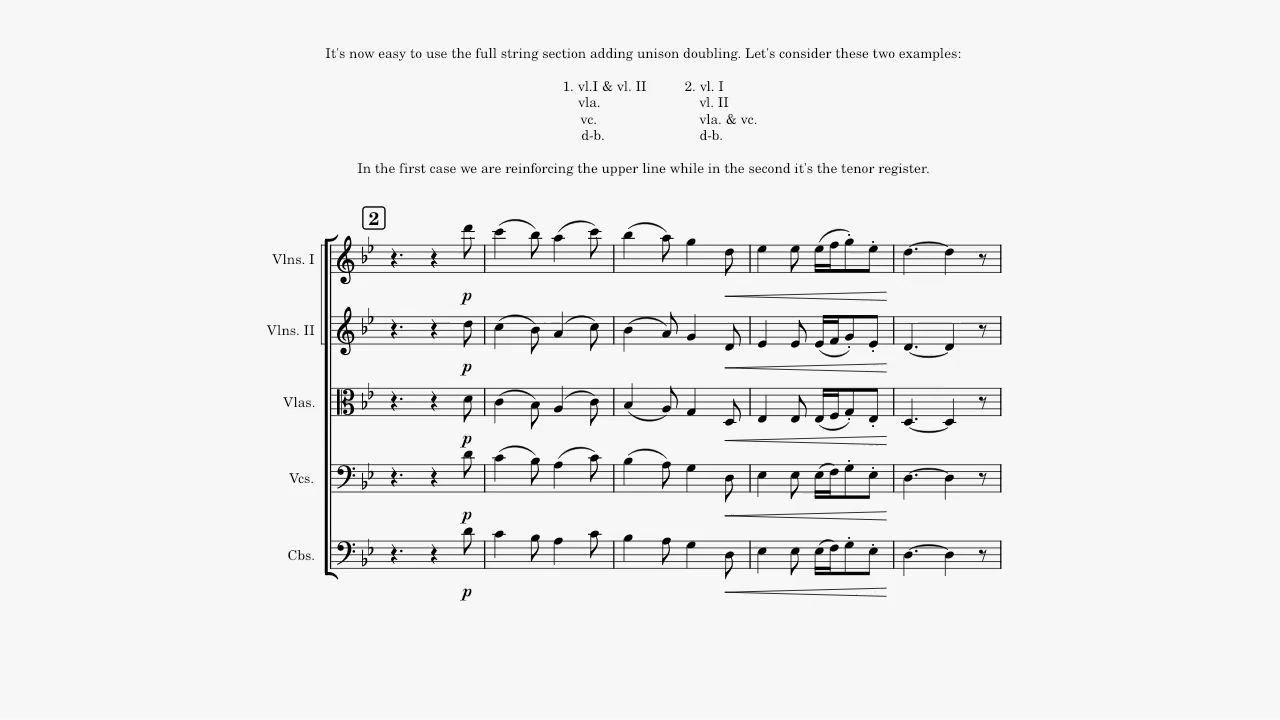 It's now easy to use the full string section adding unison doubling. Let's consider these two examples:
1. vl.I & vl. II
vla.
vc.
d-b.
2. vl. I
vl. II
vla. & vc.
d-b.
In the first case we are reinforcing the upper line while in the second it's the tenor register.
2
Vlns. I
p
Vlns. II
p
Vlas.
p
Vcs.
p
Cbs.
p